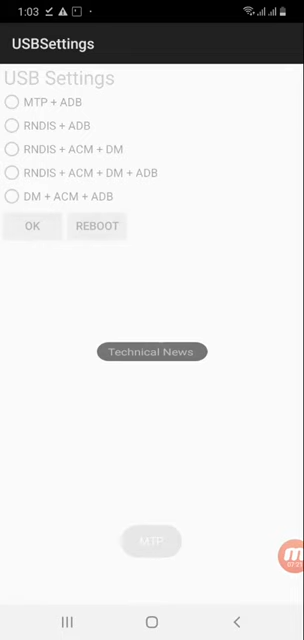 1:03
USBSettings
USB Settings
MTP + ADB
RNDIS + ADB
RNDIS + ACM + DM
RNDIS + ACM + DM + ADB
DM + ACM + ADB
OK REBOOT
Technical News
MTP